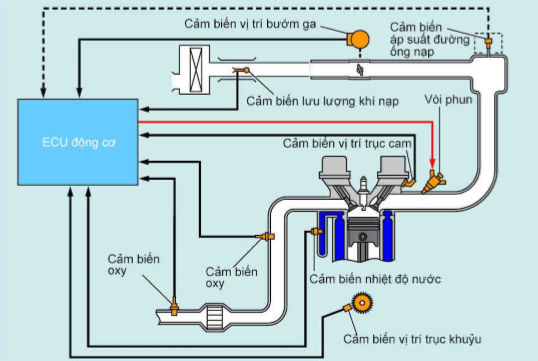 Cảm biến vị trí bướm ga
Cảm biến
áp suất đường
ống nạp
Cảm biến lưu lượng khí nạp
Vòi phun
ECU động cơ
Cảm biến vị trí trục cam
Cảm biến
oxy
Cảm biến
oxy
Cảm biến nhiệt độ nước
Cảm biến vị trí trục khuỷu